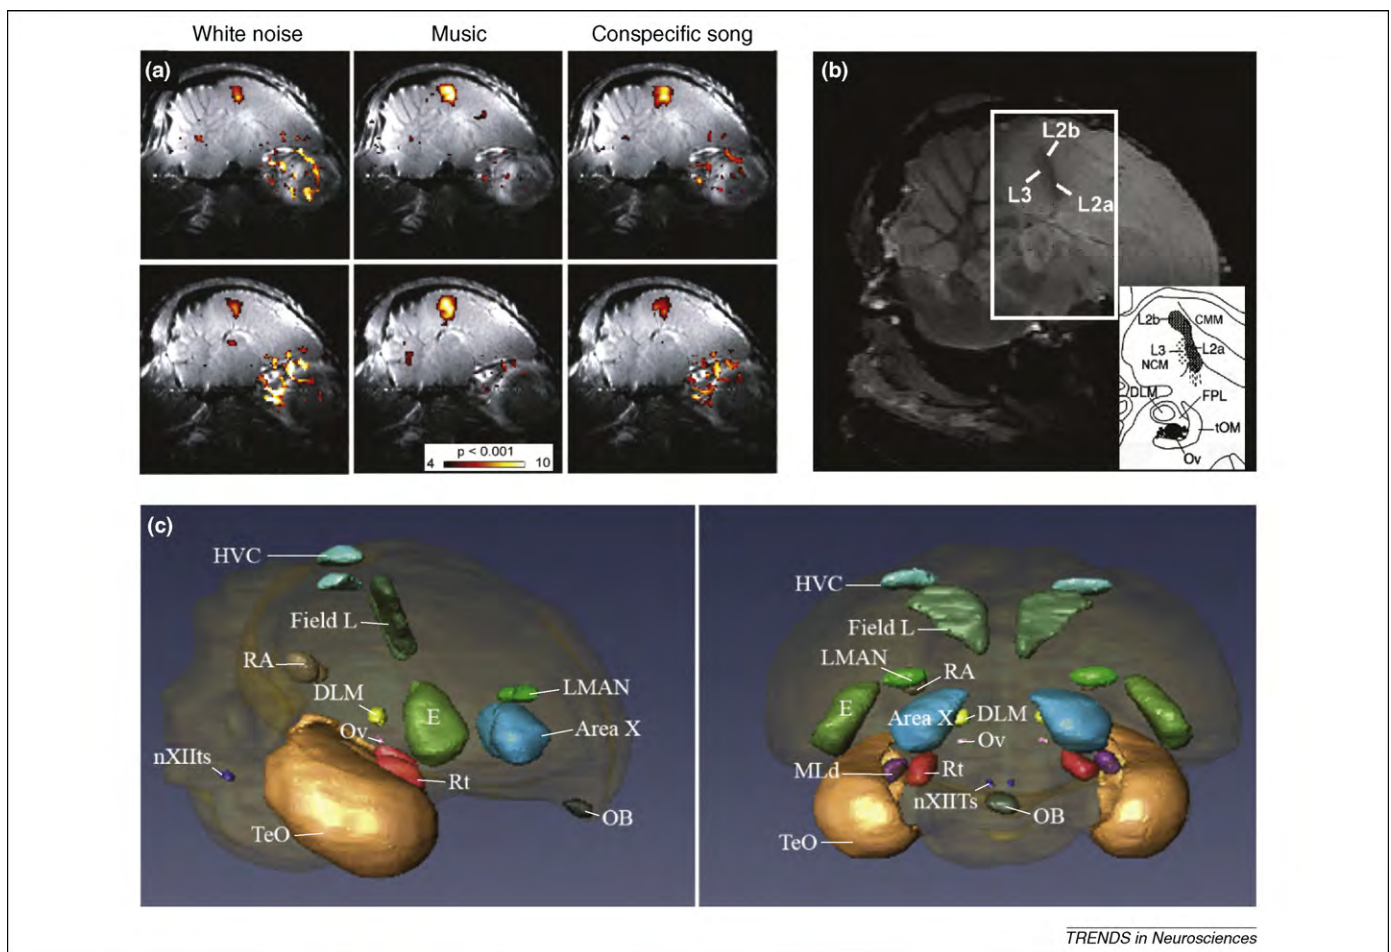 White noise Music Conspecific song
(a)
4 p < 0.001 10
(b)
L2b
L3
L2a
L2b CMM
L3 L2a
NCM
DLM FPL
tOM
Ov
(c)
HVC
Field L
RA
DLM
LMAN
E
Ov
Area X
nXIIts
Rt
TeO
OB
HVC
Field L
LMAN
RA
E
Area X
DLM
Ov
MLd
Rt
nXIITs
OB
TeO
TRENDS in Neurosciences